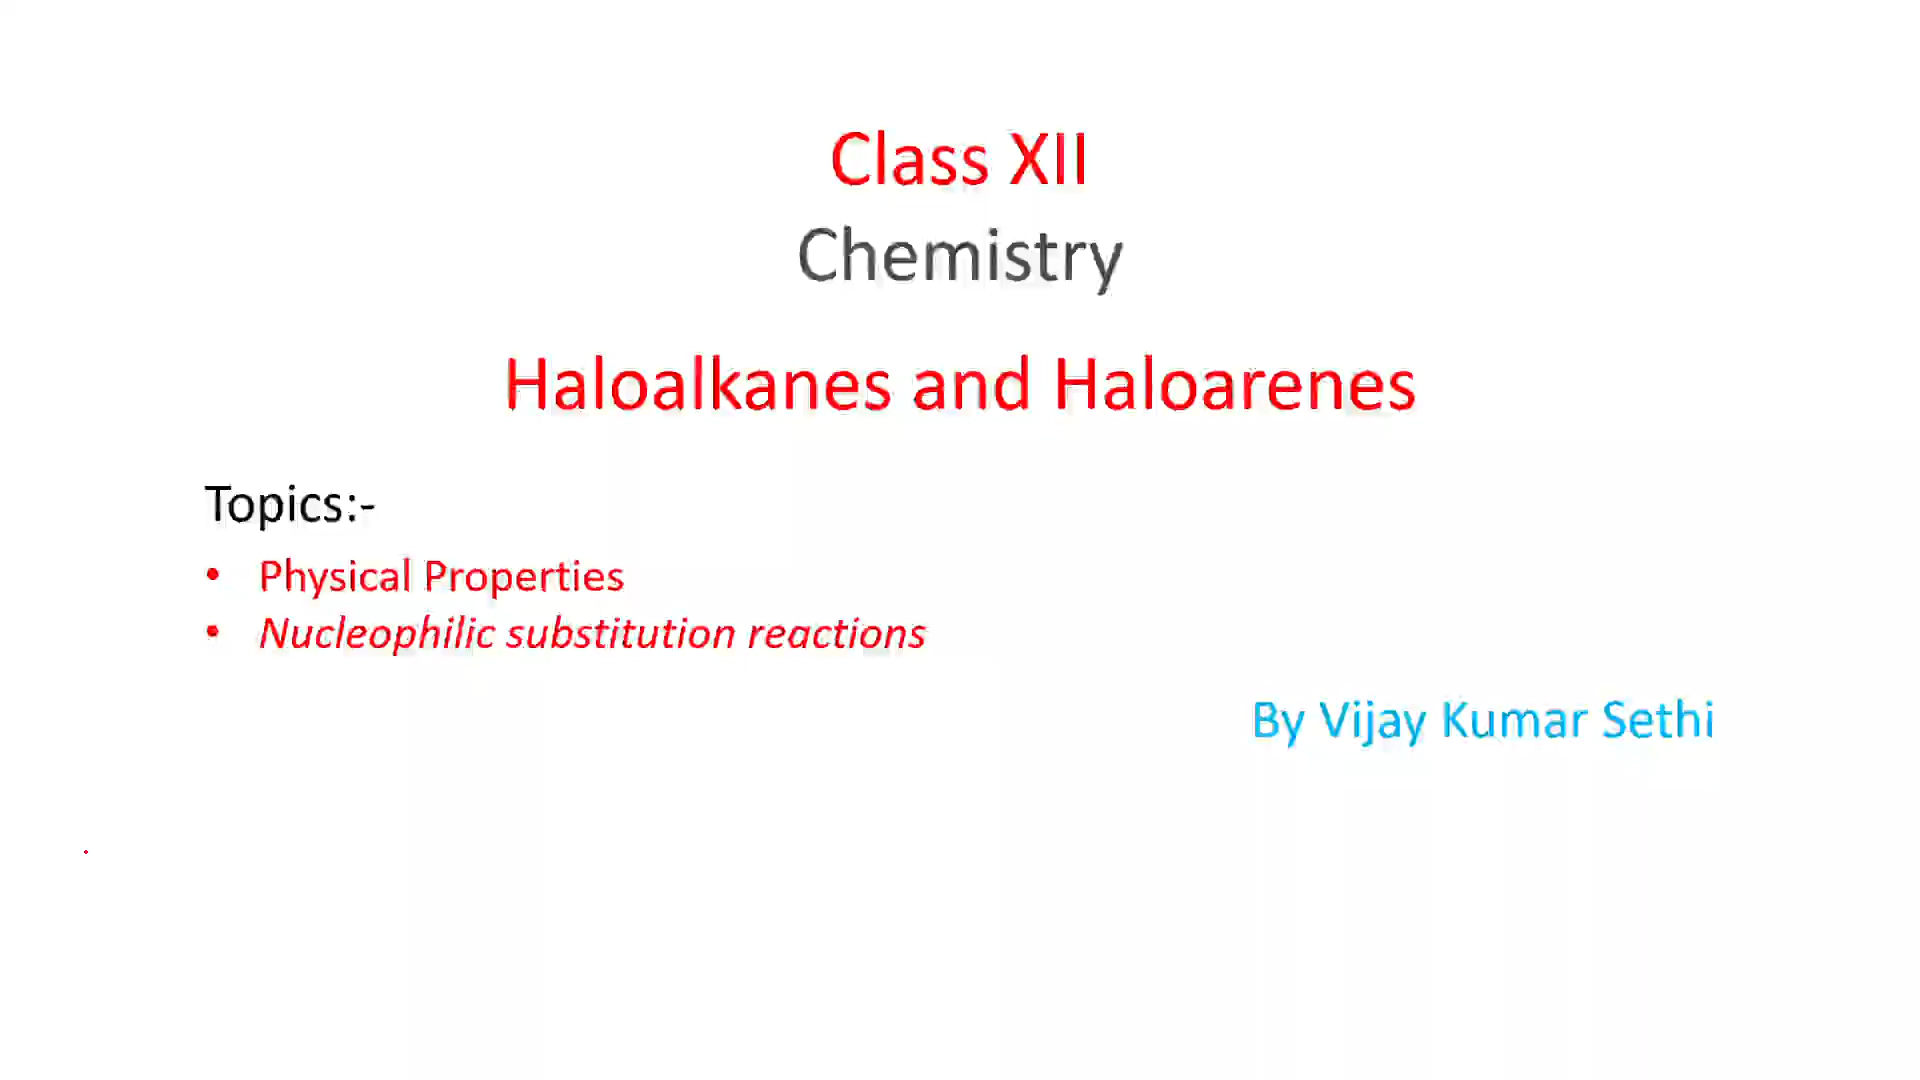 Class XII
Chemistry
Haloalkanes and Haloarenes
Topics:-
• Physical Properties
• Nucleophilic substitution reactions
By Vijay Kumar Sethi